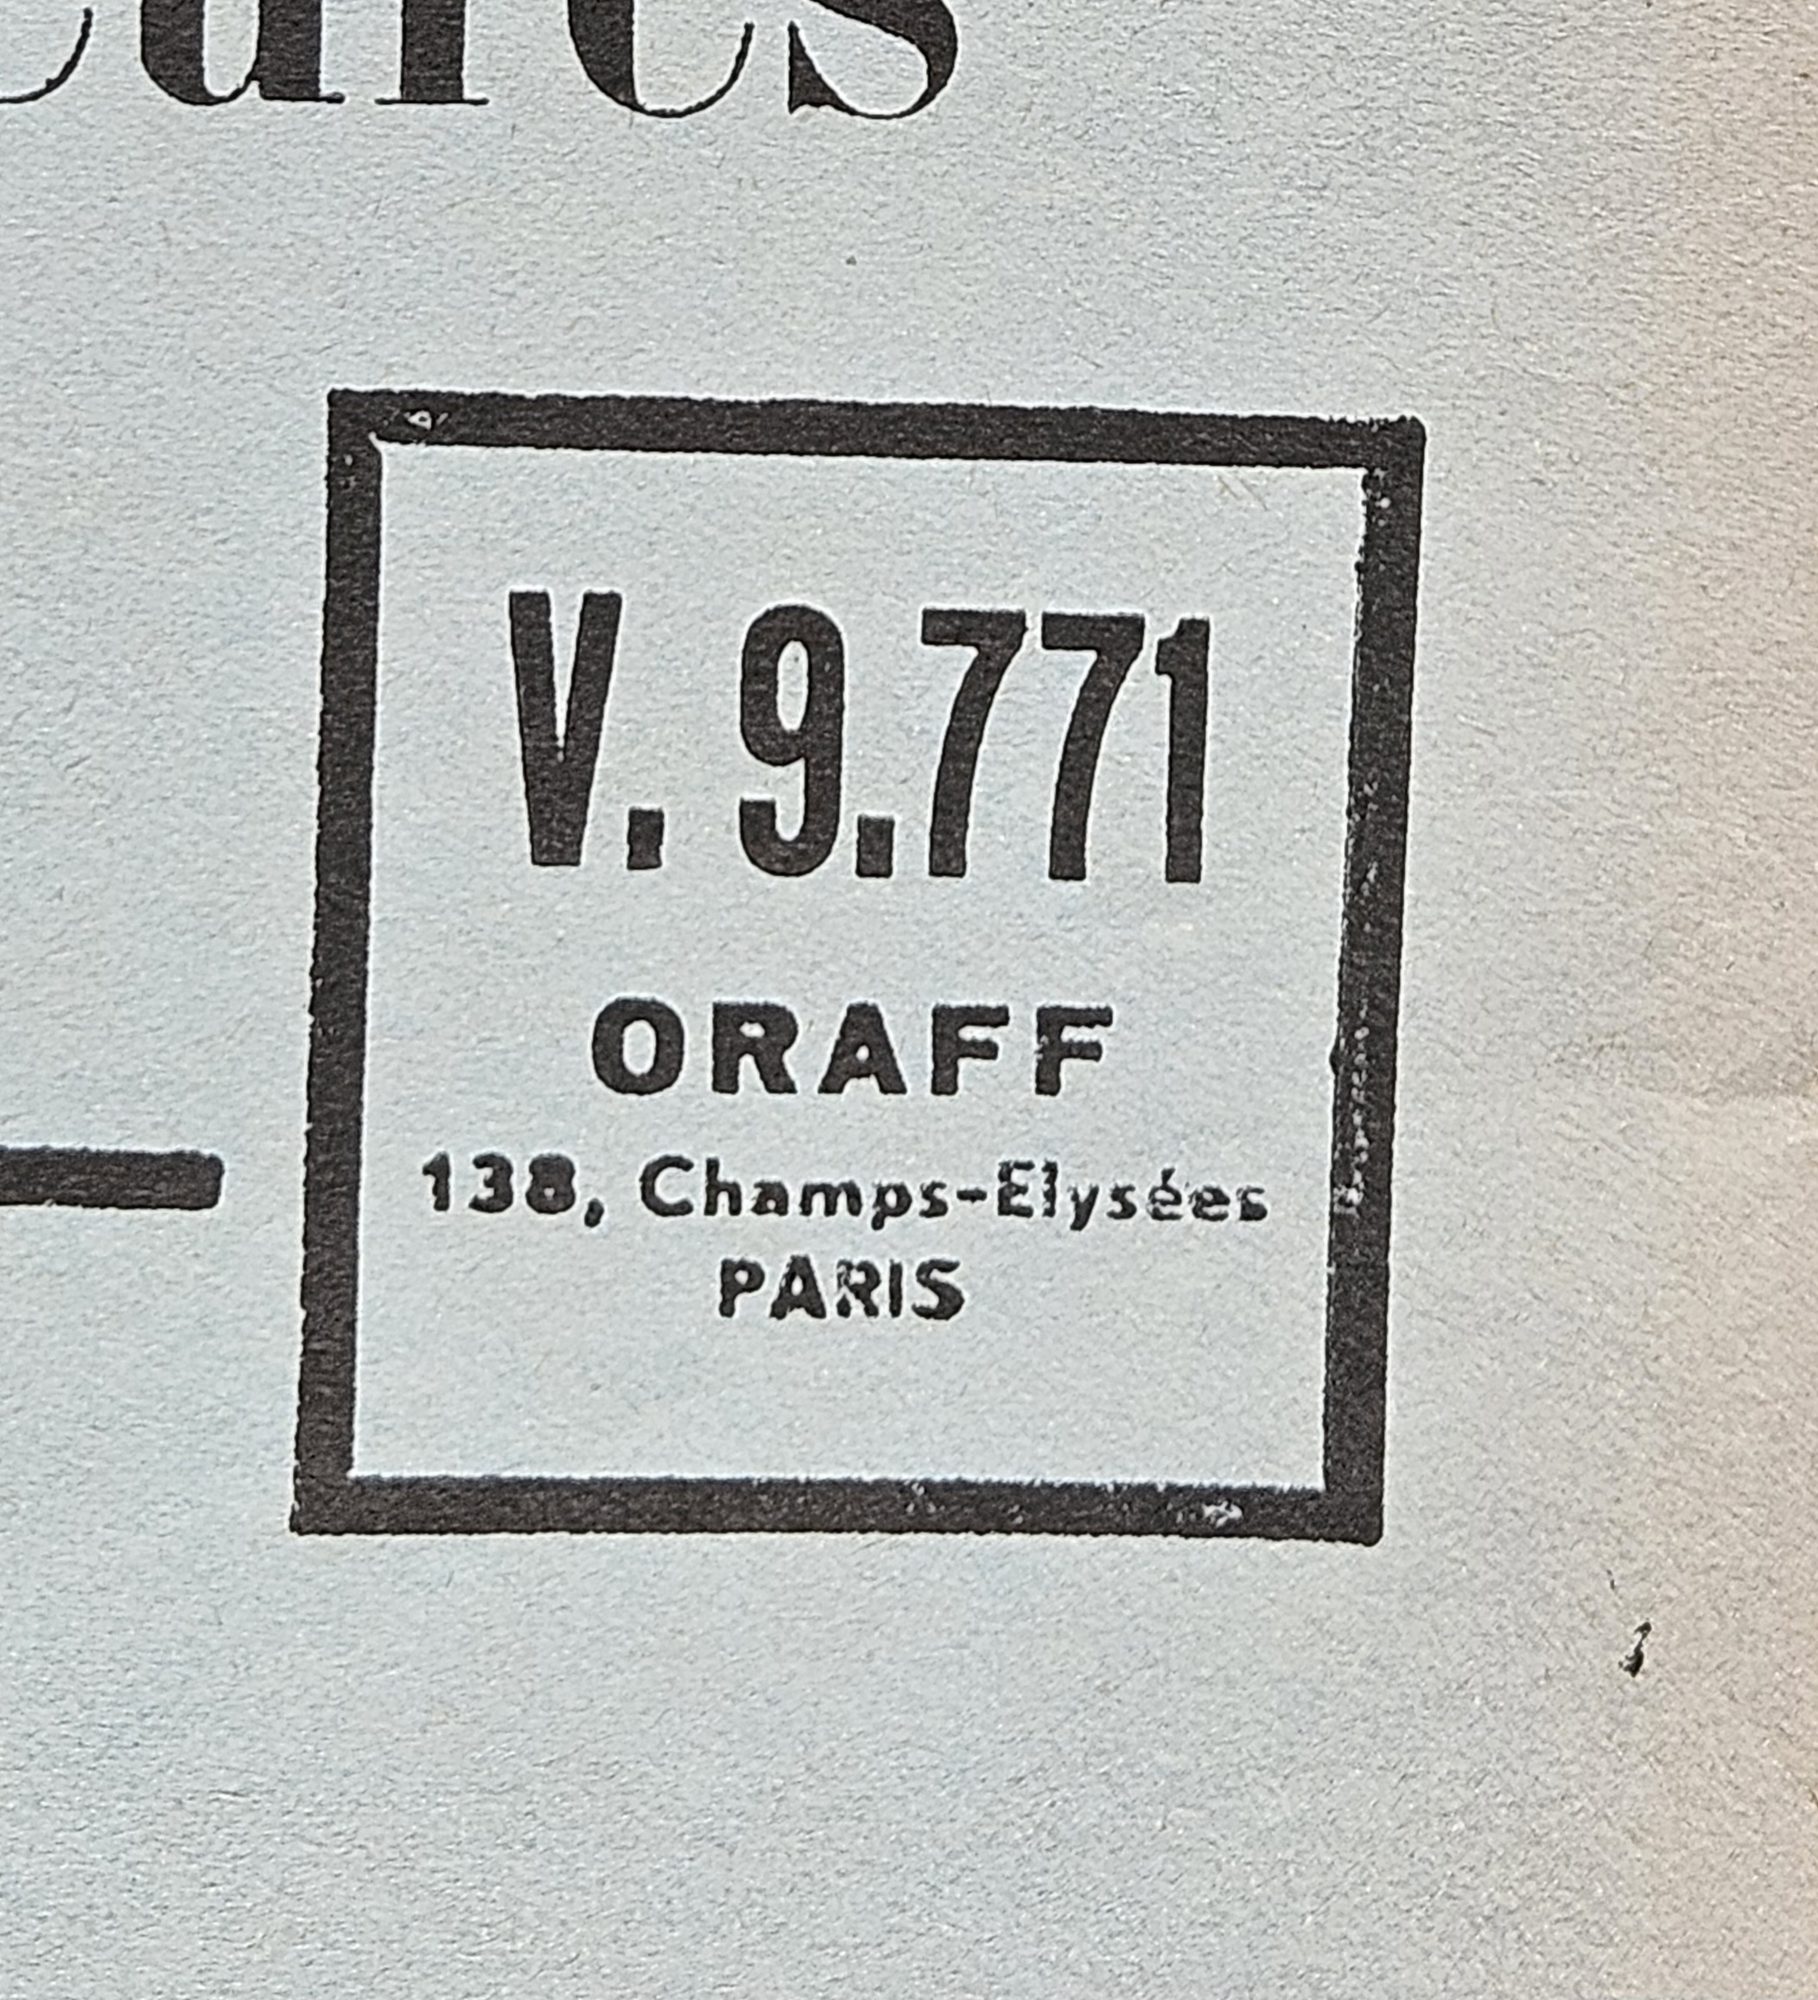 V. 9.771
ORAFF
138, Champs-Elysées
PARIS